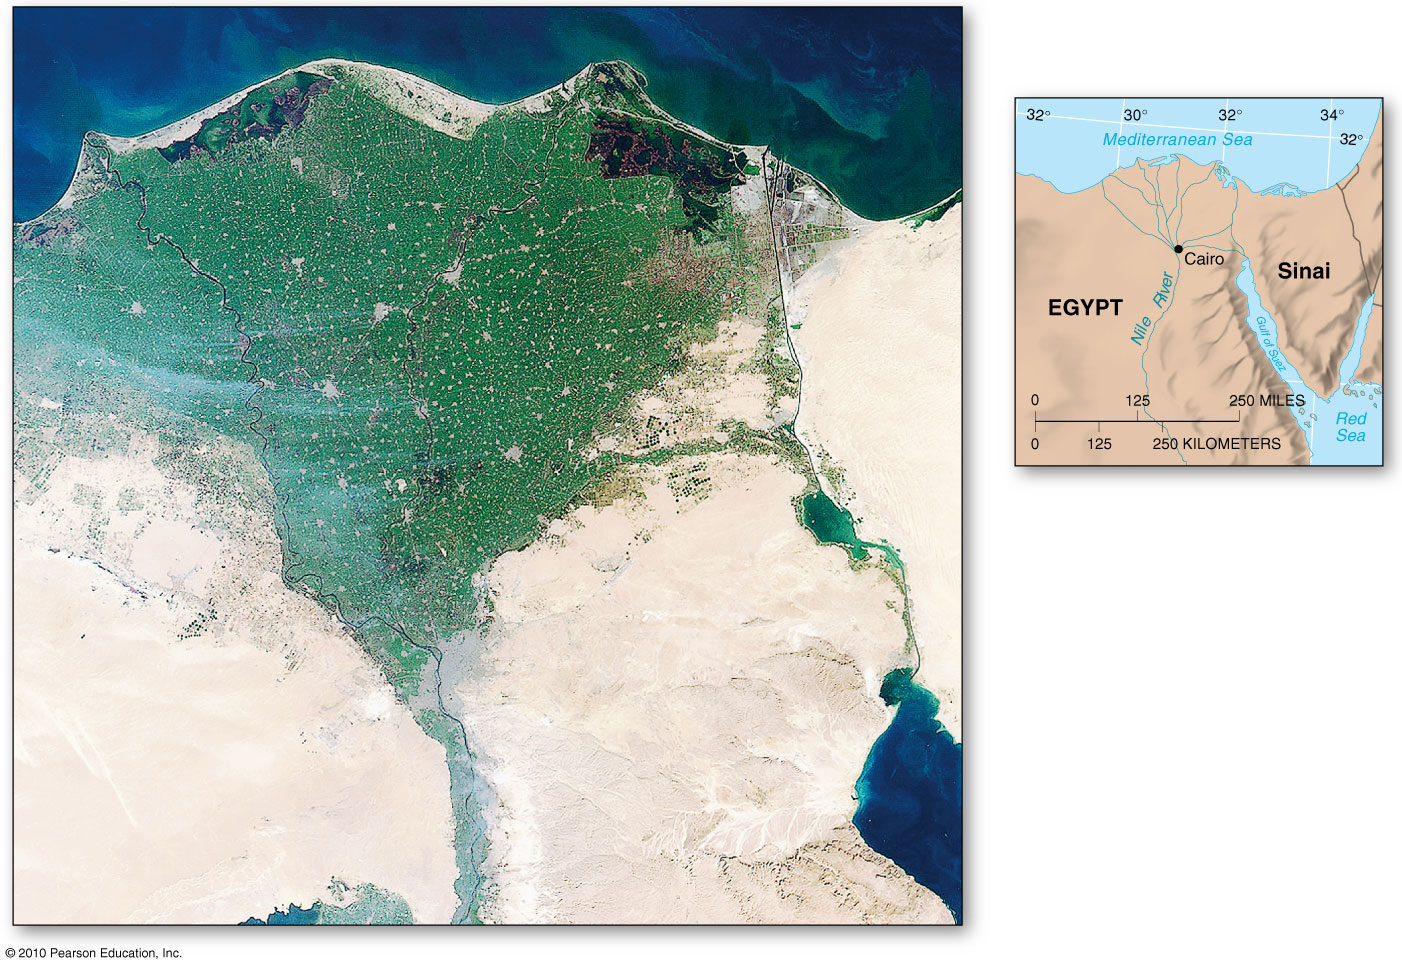 32°
30°
32°
34°
32°
Mediterranean Sea
Cairo
Sinai
EGYPT
Nile River
Gulf of Suez
0 125 250 MILES
0 125 250 KILOMETERS
Red
Sea
© 2010 Pearson Education, Inc.